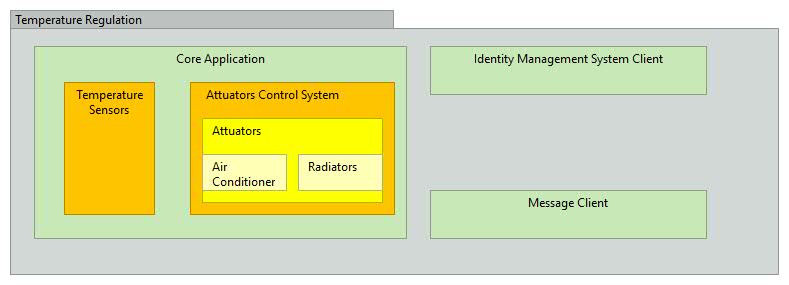 Temperature Regulation
Core Application
Identity Management System Client
Temperature
Sensors
Attuators Control System
Attuators
Air
Conditioner
Radiators
Message Client